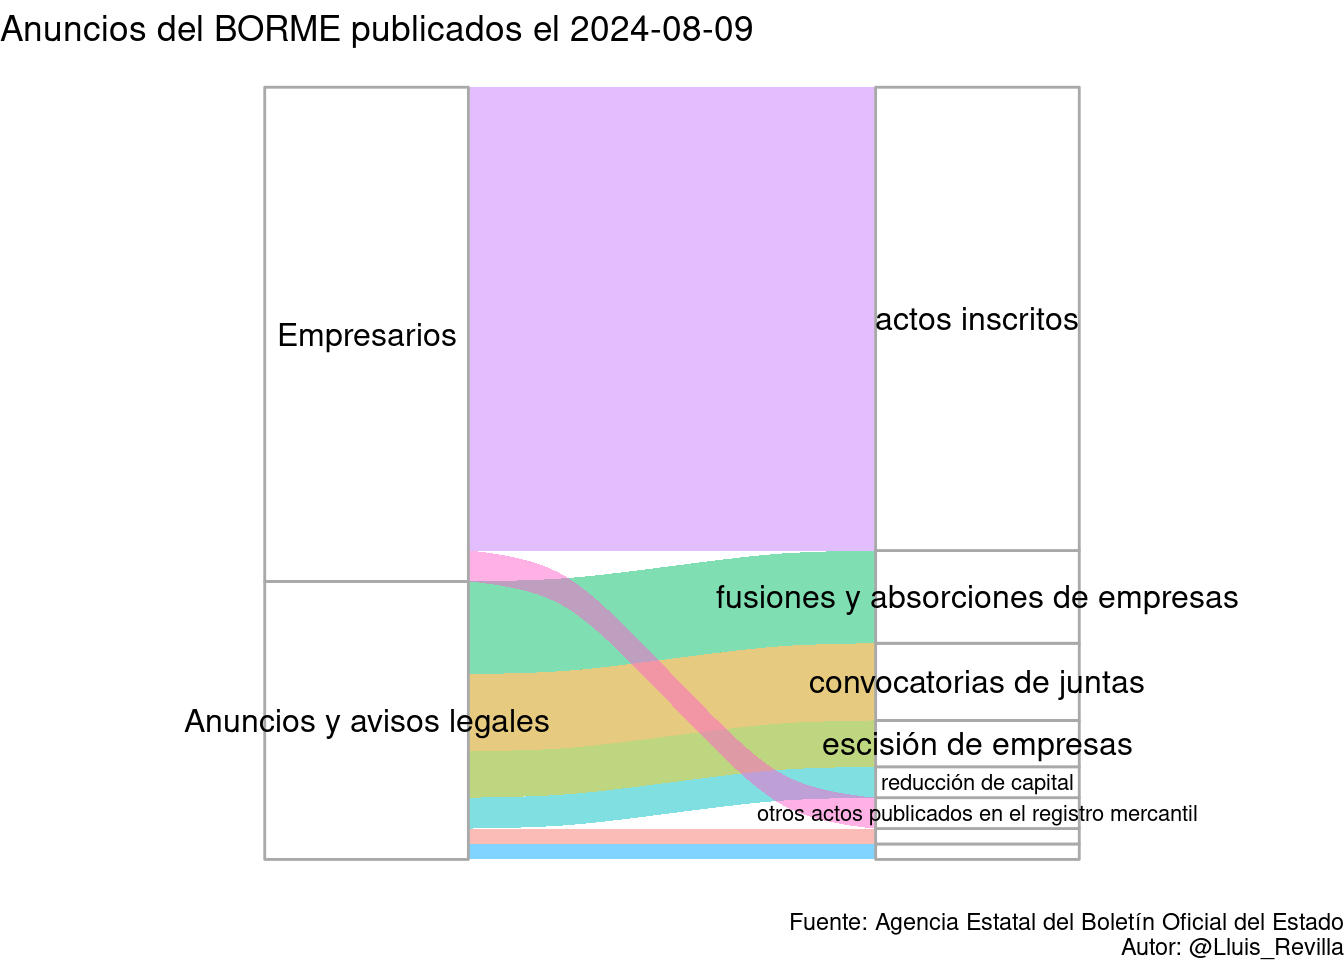 Anuncios del BORME publicados el 2024-08-09
Empresarios
actos inscritos
fusiones y absorciones de empresas
convocatorias de juntas
Anuncios y avisos legales
escisión de empresas
reducción de capital
otros actos publicados en el registro mercantil
Fuente: Agencia Estatal del Boletín Oficial del Estado
Autor: @Lluis_Revilla